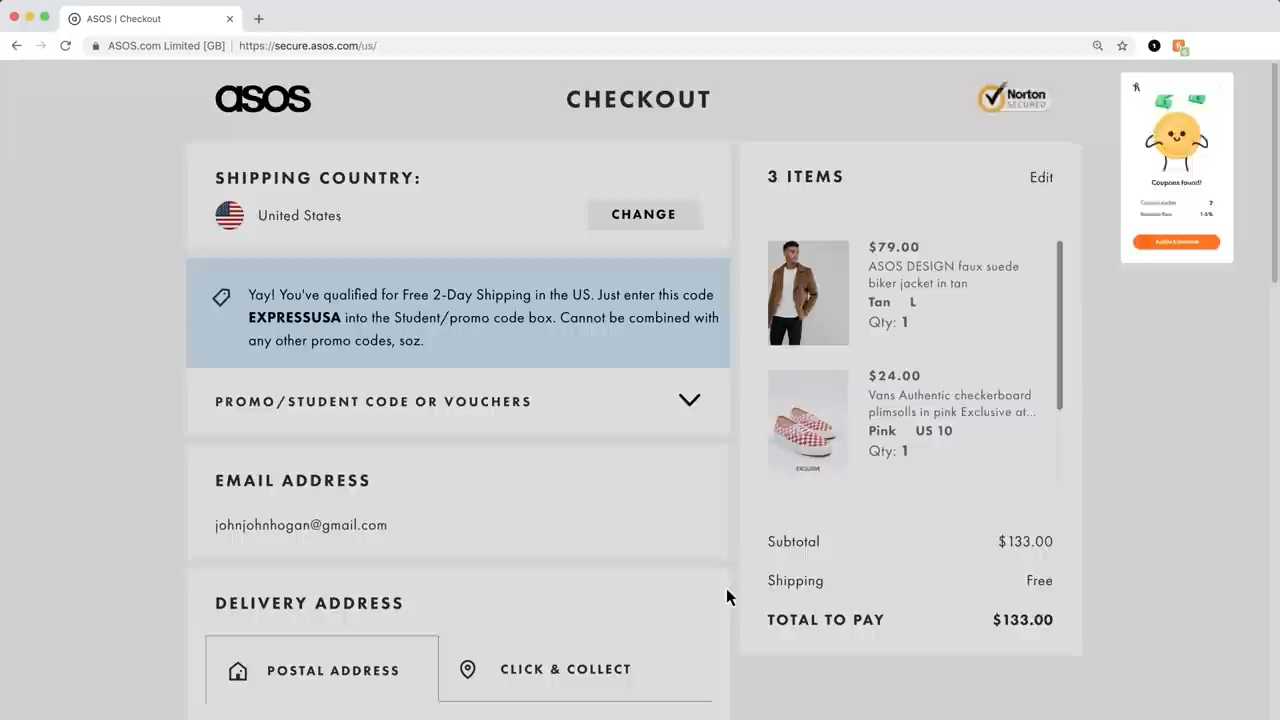 ASOS | Checkout
ASOS.com Limited [GB]
https://secure.asos.com/us/
asos
CHECKOUT
Norton
SECURED
SHIPPING COUNTRY:
United States
CHANGE
Yay! You've qualified for Free 2-Day Shipping in the US. Just enter this code
EXPRESSUSA into the Student/promo code box. Cannot be combined with
any other promo codes, soz.
PROMO/STUDENT CODE OR VOUCHERS
EMAIL ADDRESS
johnjohnhogan@gmail.com
DELIVERY ADDRESS
POSTAL ADDRESS
CLICK & COLLECT
3 ITEMS
Edit
$79.00
ASOS DESIGN faux suede
biker jacket in tan
Tan L
Qty: 1
$24.00
Vans Authentic checkerboard
plimsolls in pink Exclusive at...
Pink US 10
Qty: 1
EXCLUSIVE
Subtotal $133.00
Shipping Free
TOTAL TO PAY $133.00
Coupons found!